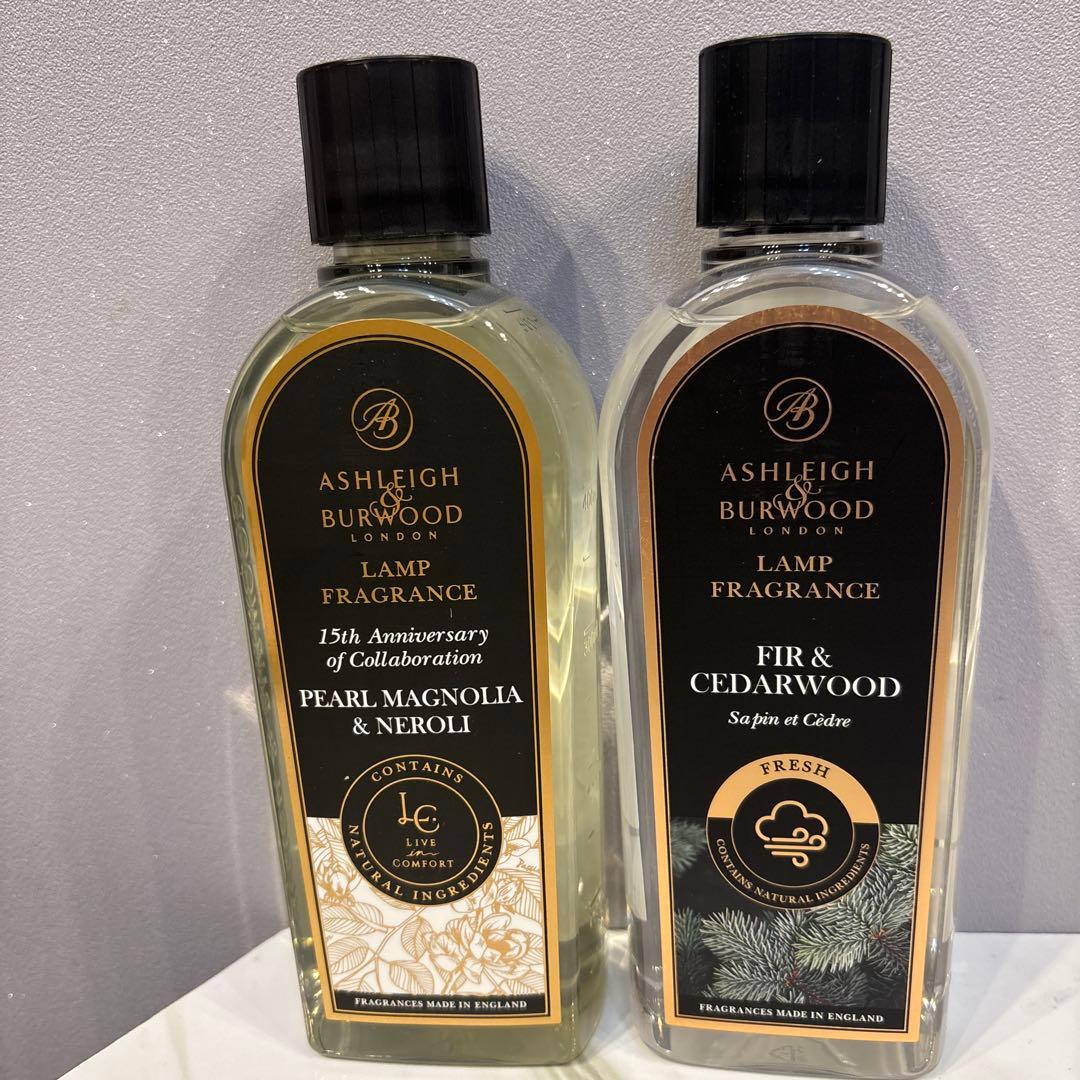 AB
ASHLEIGH
&
BURWOOD
LONDON
LAMP
FRAGRANCE
15th Anniversary
of Collaboration
PEARL MAGNOLIA
& NEROLI
CONTAINS
L.C.
LIVE
in
COMFORT
NATURAL INGREDIENTS
FRAGRANCES MADE IN ENGLAND
AB
ASHLEIGH
&
BURWOOD
LONDON
LAMP
FRAGRANCE
FIR &
CEDARWOOD
Sapin et Cèdre
FRESH
CONTAINS NATURAL INGREDIENTS
FRAGRANCES MADE IN ENGLAND